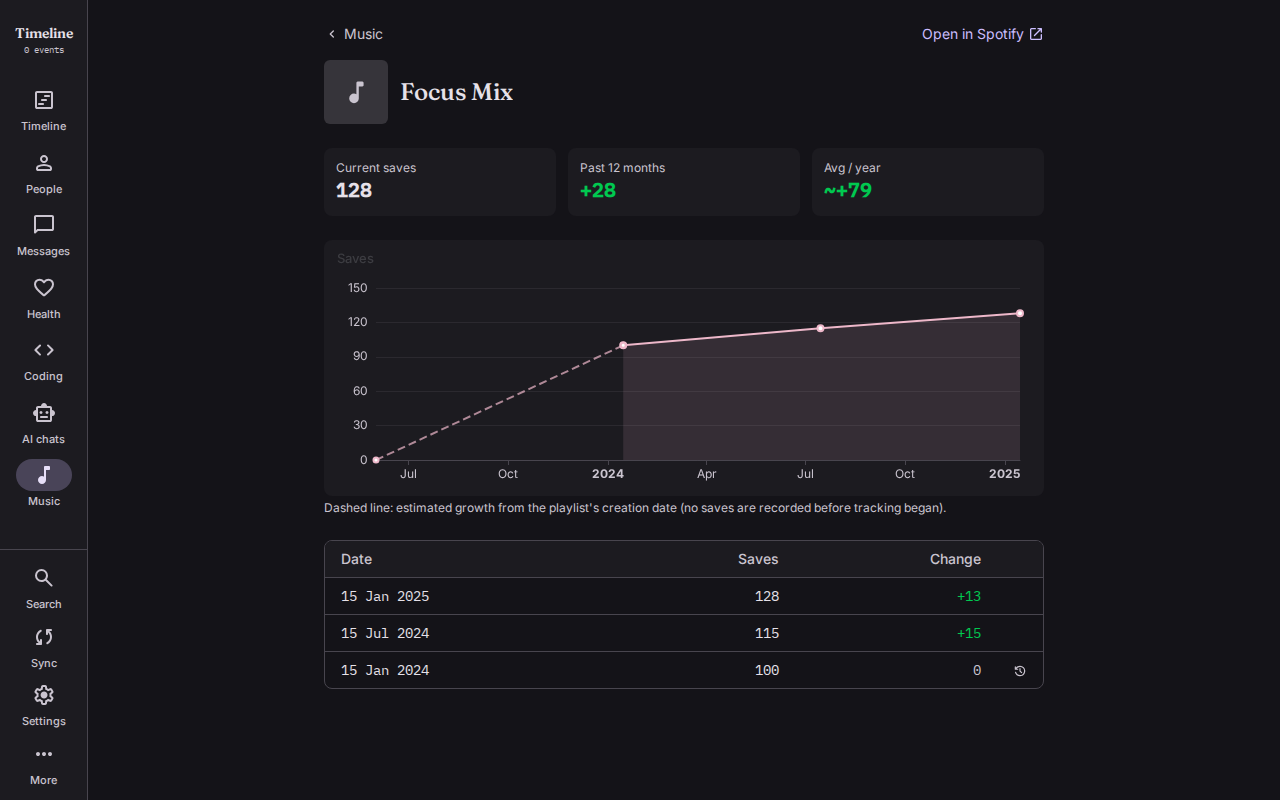 Timeline
0 events
Timeline
People
Messages
Health
Coding
AI chats
Music
Search
Sync
Settings
More
Music
Open in Spotify
Focus Mix
Current saves
128
Past 12 months
+28
Avg / year
~+79
Saves
150
120
90
60
30
0
Jul Oct 2024 Apr Jul Oct 2025
Dashed line: estimated growth from the playlist's creation date (no saves are recorded before tracking began).
Date Saves Change
15 Jan 2025 128 +13
15 Jul 2024 115 +15
15 Jan 2024 100 0